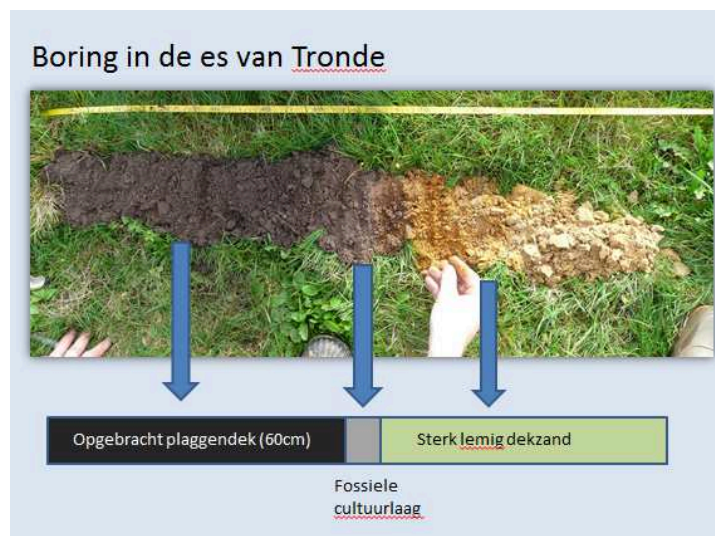 Boring in de es van Tronde
Opgebracht plaggendek (60cm)
Sterk lemig dekzand
Fossiele
cultuurlaag